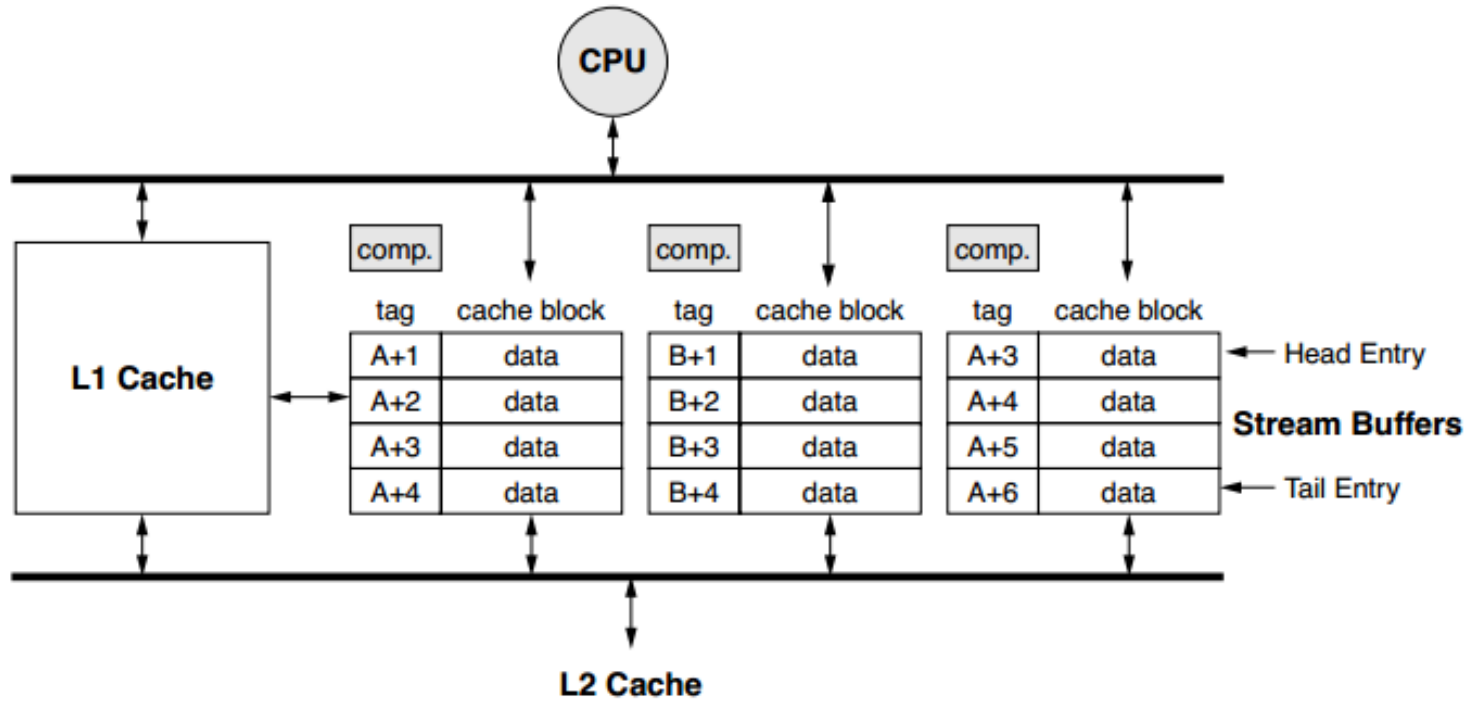 CPU
comp. comp. comp.
tag cache block tag cache block tag cache block
A+1 data B+1 data A+3 data Head Entry
L1 Cache
A+2 data B+2 data A+4 data
Stream Buffers
A+3 data B+3 data A+5 data
A+4 data B+4 data A+6 data Tail Entry
L2 Cache